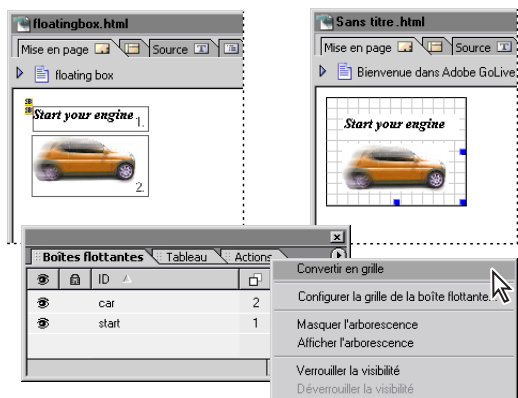 floatingbox.html
Mise en page Source
floating box
Start your engine 1.
2.
Sans titre.html
Mise en page Source
Bienvenue dans Adobe GoLive
Start your engine
Boîtes flottantes Tableau Actions
ID
car 2
start 1
Convertir en grille
Configurer la grille de la boîte flottante...
Masquer l'arborescence
Afficher l'arborescence
Verrouiller la visibilité
Déverrouiller la visibilité